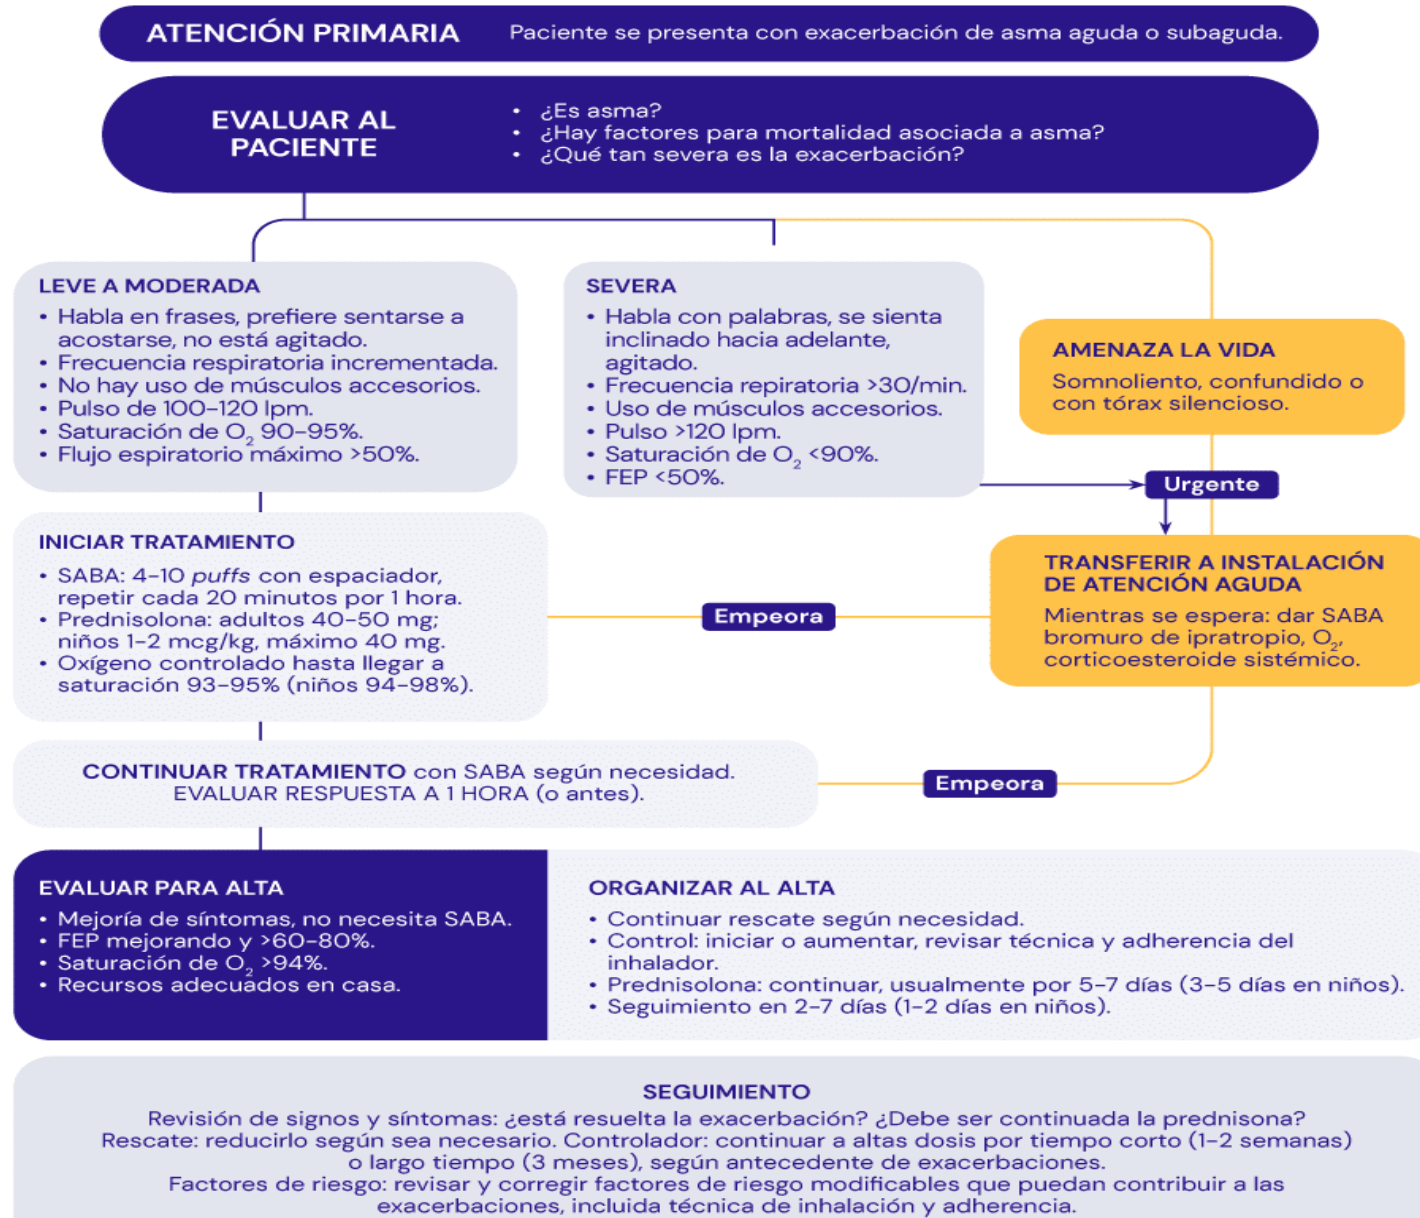 ATENCIÓN PRIMARIA Paciente se presenta con exacerbación de asma aguda o subaguda.
EVALUAR AL
PACIENTE
• ¿Es asma?
• ¿Hay factores para mortalidad asociada a asma?
• ¿Qué tan severa es la exacerbación?
LEVE A MODERADA
• Habla en frases, prefiere sentarse a
acostarse, no está agitado.
• Frecuencia respiratoria incrementada.
• No hay uso de músculos accesorios.
• Pulso de 100-120 lpm.
• Saturación de O₂ 90-95%.
• Flujo espiratorio máximo >50%.
SEVERA
• Habla con palabras, se sienta
inclinado hacia adelante,
agitado.
• Frecuencia repiratoria >30/min.
• Uso de músculos accesorios.
• Pulso >120 lpm.
• Saturación de O₂ <90%.
• FEP <50%.
AMENAZA LA VIDA
Somnoliento, confundido o
con tórax silencioso.
Urgente
INICIAR TRATAMIENTO
• SABA: 4-10 puffs con espaciador,
repetir cada 20 minutos por 1 hora.
• Prednisolona: adultos 40-50 mg;
niños 1-2 mcg/kg, máximo 40 mg.
• Oxígeno controlado hasta llegar a
saturación 93-95% (niños 94-98%).
Empeora
TRANSFERIR A INSTALACIÓN
DE ATENCIÓN AGUDA
Mientras se espera: dar SABA
bromuro de ipratropio, O₂,
corticoesteroide sistémico.
CONTINUAR TRATAMIENTO con SABA según necesidad.
EVALUAR RESPUESTA A 1 HORA (o antes).
Empeora
EVALUAR PARA ALTA
• Mejoría de síntomas, no necesita SABA.
• FEP mejorando y >60-80%.
• Saturación de O₂ >94%.
• Recursos adecuados en casa.
ORGANIZAR AL ALTA
• Continuar rescate según necesidad.
• Control: iniciar o aumentar, revisar técnica y adherencia del
inhalador.
• Prednisolona: continuar, usualmente por 5-7 días (3-5 días en niños).
• Seguimiento en 2-7 días (1-2 días en niños).
SEGUIMIENTO
Revisión de signos y síntomas: ¿está resuelta la exacerbación? ¿Debe ser continuada la prednisona?
Rescate: reducirlo según sea necesario. Controlador: continuar a altas dosis por tiempo corto (1-2 semanas)
o largo tiempo (3 meses), según antecedente de exacerbaciones.
Factores de riesgo: revisar y corregir factores de riesgo modificables que puedan contribuir a las
exacerbaciones, incluida técnica de inhalación y adherencia.